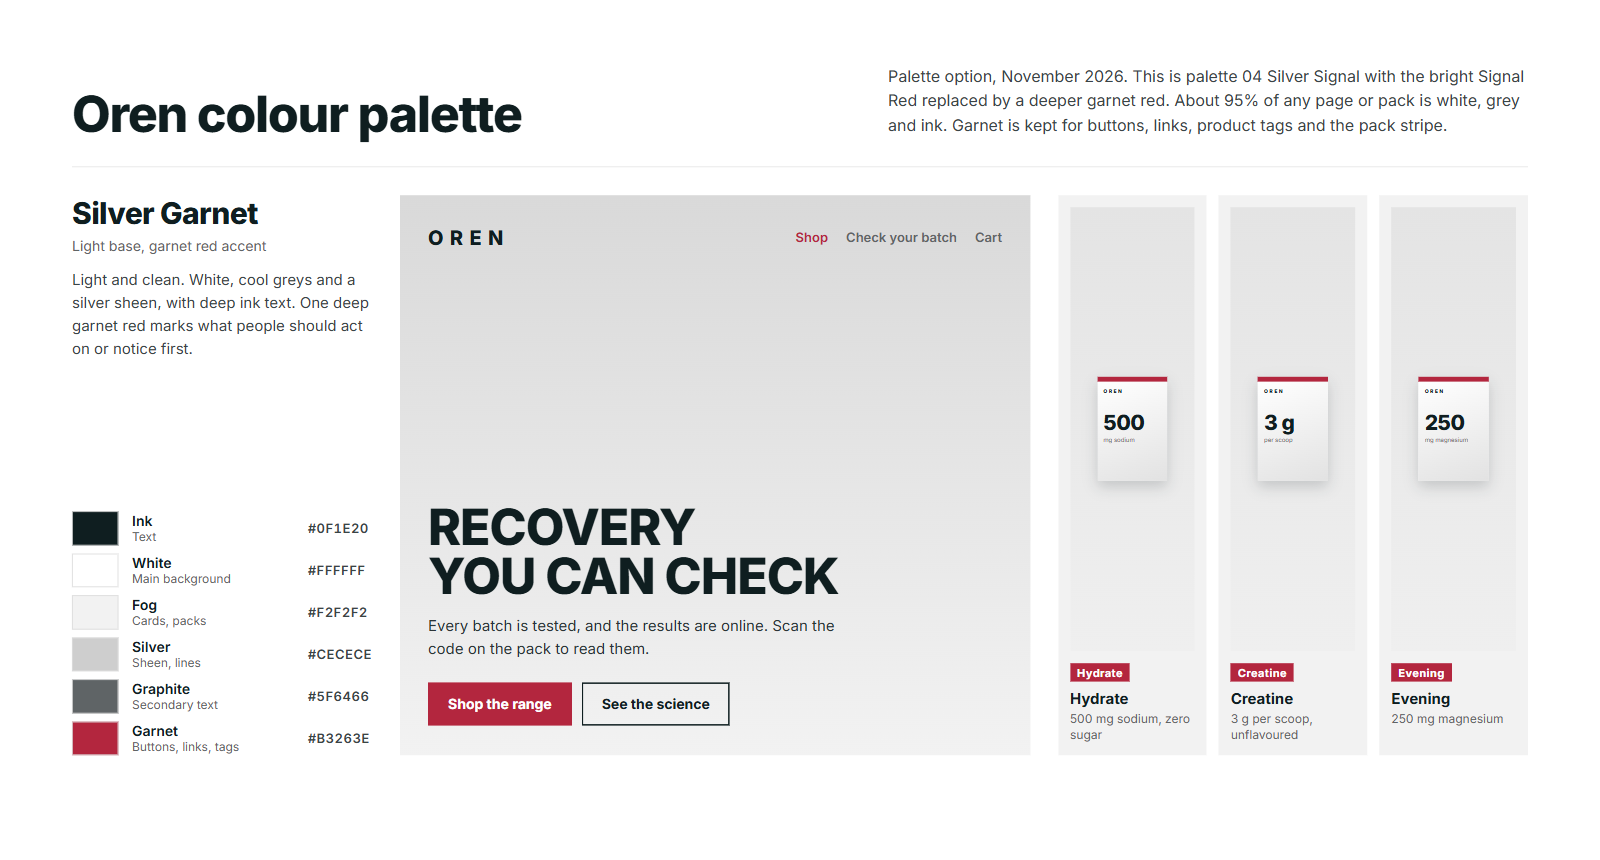 Oren colour palette
Palette option, November 2026. This is palette 04 Silver Signal with the bright Signal
Red replaced by a deeper garnet red. About 95% of any page or pack is white, grey
and ink. Garnet is kept for buttons, links, product tags and the pack stripe.
Silver Garnet
Light base, garnet red accent
Light and clean. White, cool greys and a
silver sheen, with deep ink text. One deep
garnet red marks what people should act
on or notice first.
Ink
Text
#0F1E20
White
Main background
#FFFFFF
Fog
Cards, packs
#F2F2F2
Silver
Sheen, lines
#CECECE
Graphite
Secondary text
#5F6466
Garnet
Buttons, links, tags
#B3263E
OREN
Shop Check your batch Cart
RECOVERY
YOU CAN CHECK
Every batch is tested, and the results are online. Scan the
code on the pack to read them.
Shop the range
See the science
OREN
500
mg sodium
Hydrate
Hydrate
500 mg sodium, zero
sugar
OREN
3 g
per scoop
Creatine
Creatine
3 g per scoop,
unflavoured
OREN
250
mg magnesium
Evening
Evening
250 mg magnesium